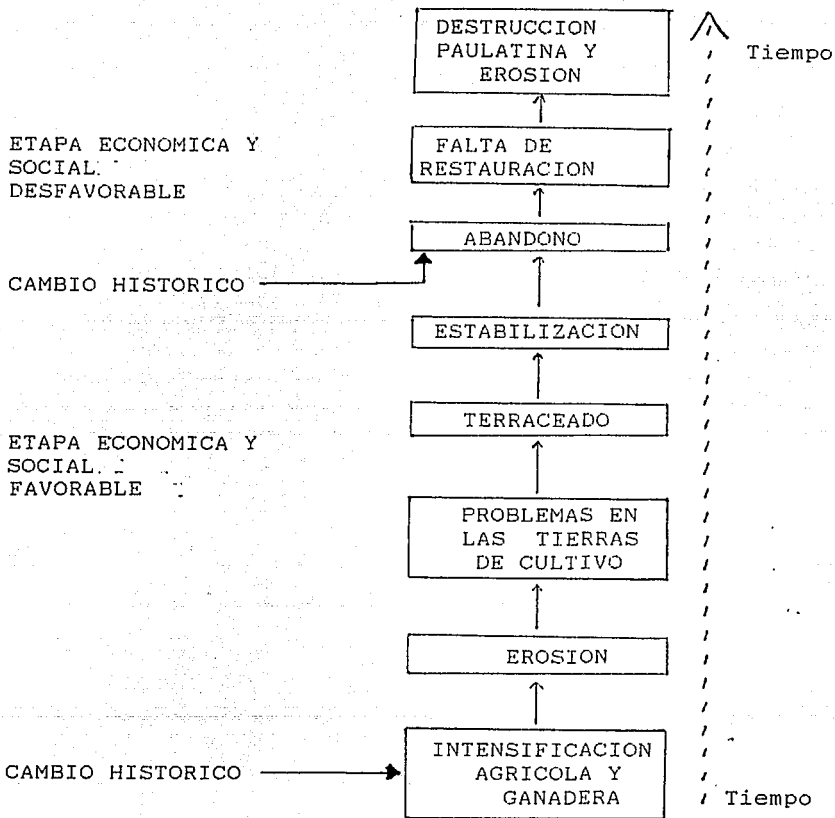 DESTRUCCION
PAULATINA Y
EROSION
Tiempo
ETAPA ECONOMICA Y
SOCIAL.
DESFAVORABLE
FALTA DE
RESTAURACION
ABANDONO
CAMBIO HISTORICO
ESTABILIZACION
TERRACEADO
ETAPA ECONOMICA Y
SOCIAL.
FAVORABLE
PROBLEMAS EN
LAS TIERRAS
DE CULTIVO
EROSION
INTENSIFICACION
AGRICOLA Y
GANADERA
CAMBIO HISTORICO
Tiempo